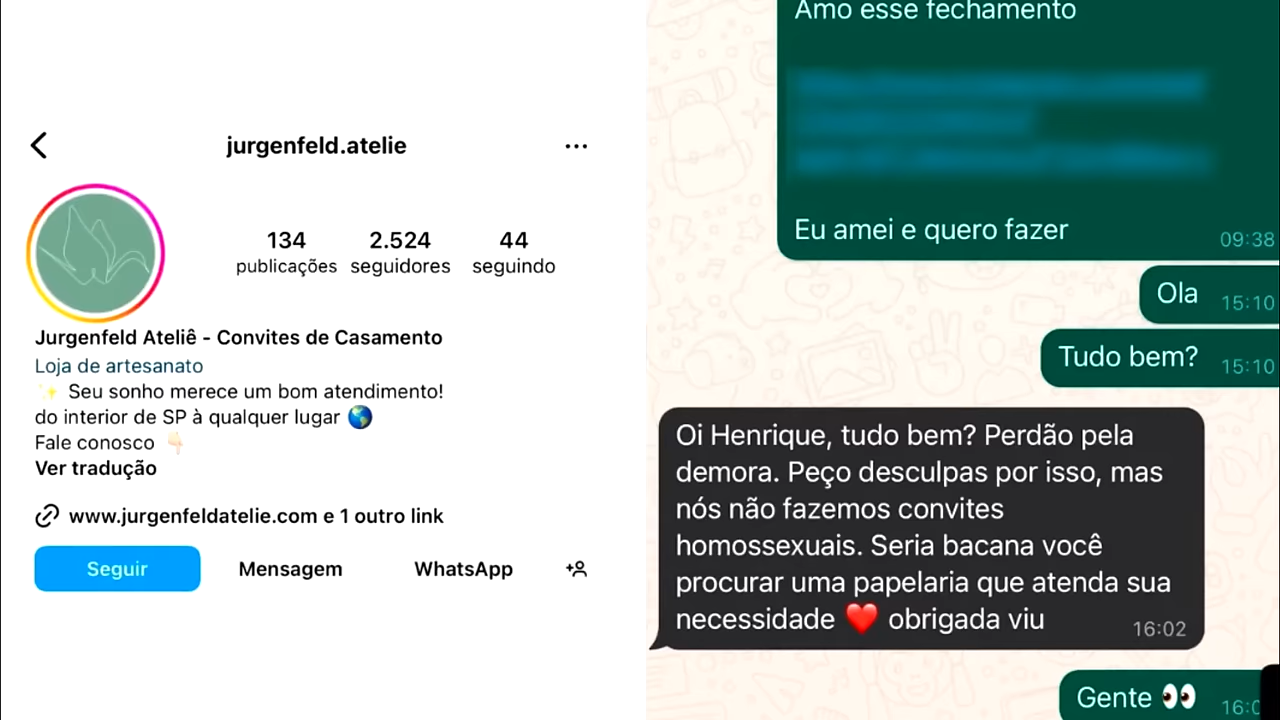 jurgenfeld.atelie
134
2.524
44
publicações
seguidores
seguindo
Jurgenfeld Ateliê - Convites de Casamento
Loja de artesanato
✨ Seu sonho merece um bom atendimento!
do interior de SP à qualquer lugar 🌎
Fale conosco 👇🏻
Ver tradução
www.jurgenfeldatelie.com e 1 outro link
Seguir
Mensagem
WhatsApp
Amo esse fechamento
Eu amei e quero fazer
09:38
Ola 15:10
Tudo bem? 15:10
Oi Henrique, tudo bem? Perdão pela
demora. Peço desculpas por isso, mas
nós não fazemos convites
homossexuais. Seria bacana você
procurar uma papelaria que atenda sua
necessidade ❤️ obrigada viu
16:02
Gente 👀